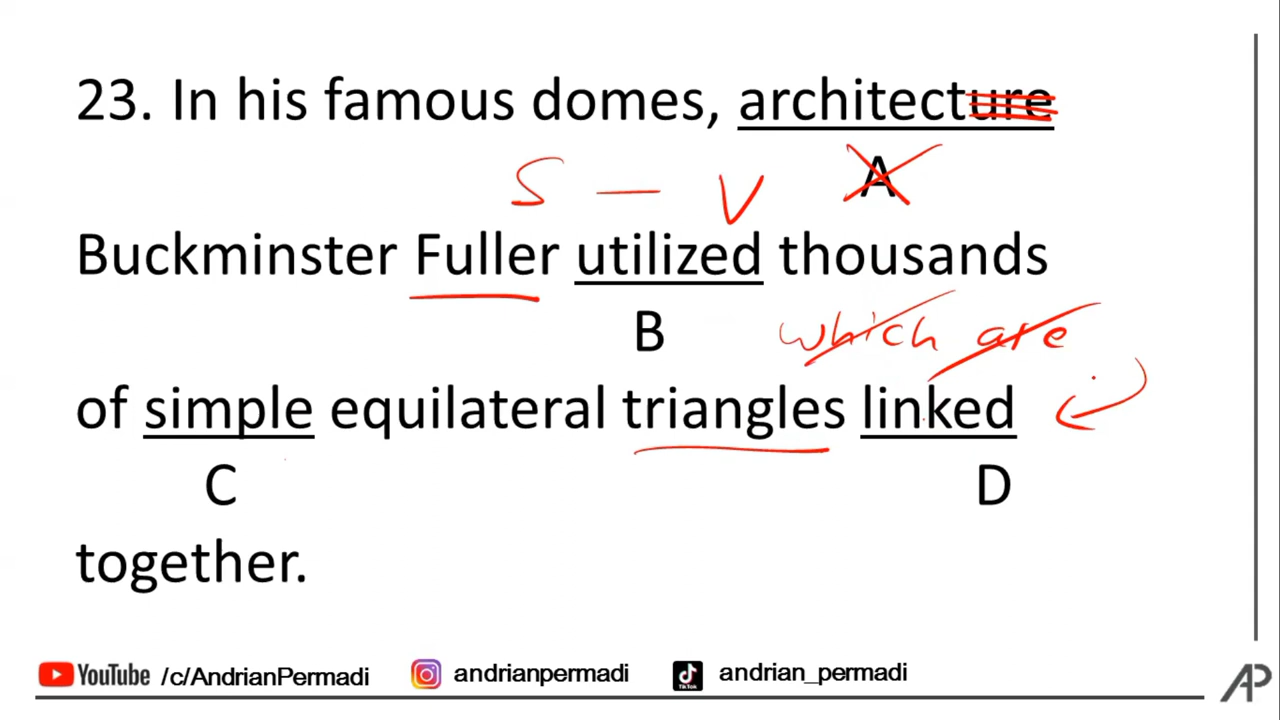 23. In his famous domes, architecture
S — V A
Buckminster Fuller utilized thousands
B which are
of simple equilateral triangles linked
C D
together.
YouTube /c/AndrianPermadi andrianpermadi TikTok andrian_permadi AP